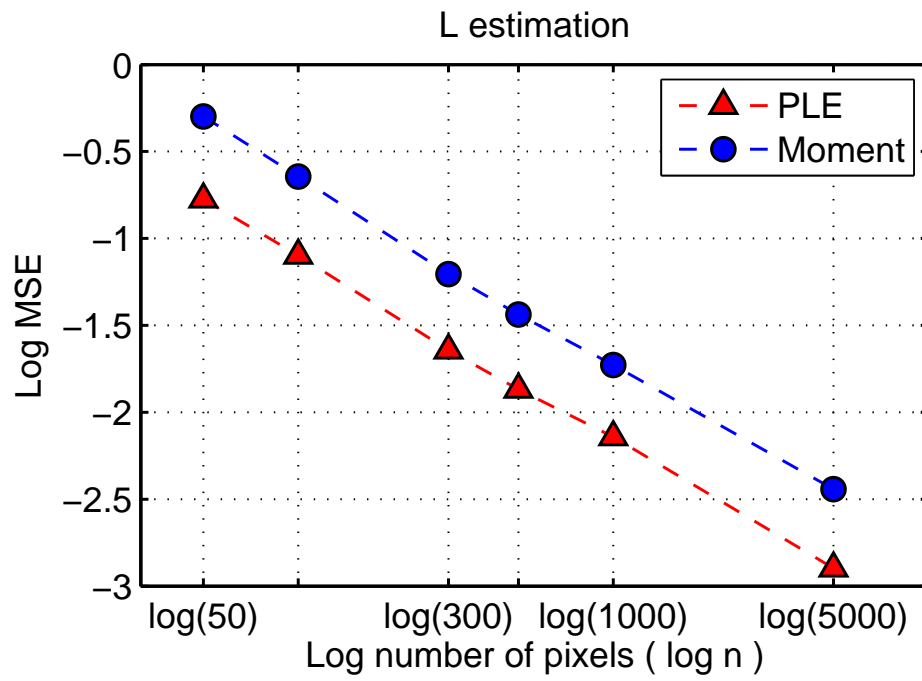 L estimation
0
−0.5
−1
−1.5
−2
−2.5
−3
Log MSE
PLE
Moment
log(50)
log(300)
log(1000)
log(5000)
Log number of pixels ( log n )